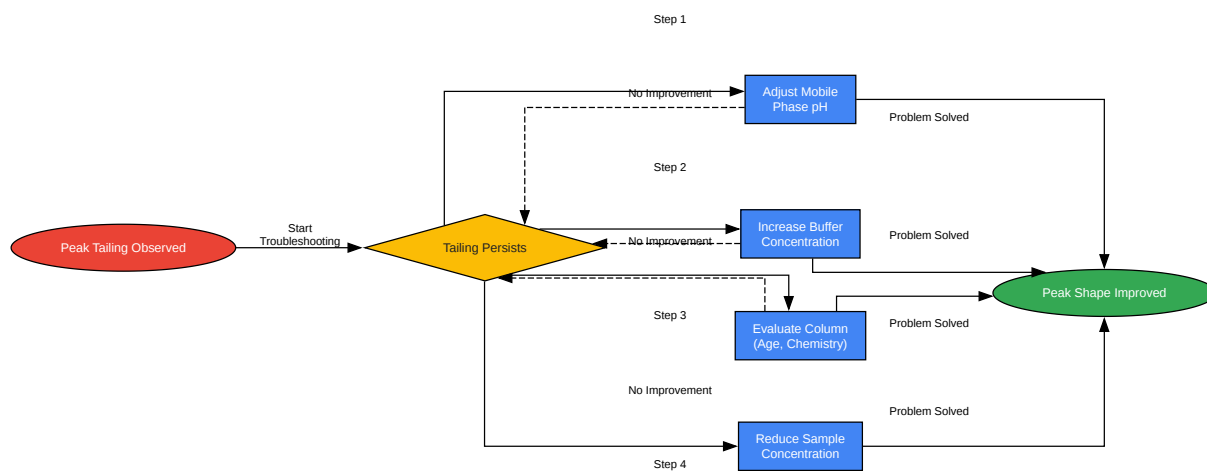 Step 1
No Improvement
Adjust Mobile
Phase pH
Problem Solved
Step 2
Peak Tailing Observed
Start
Troubleshooting
Tailing Persists
No Improvement
Increase Buffer
Concentration
Problem Solved
Peak Shape Improved
Step 3
Evaluate Column
(Age, Chemistry)
Problem Solved
No Improvement
Reduce Sample
Concentration
Problem Solved
Step 4